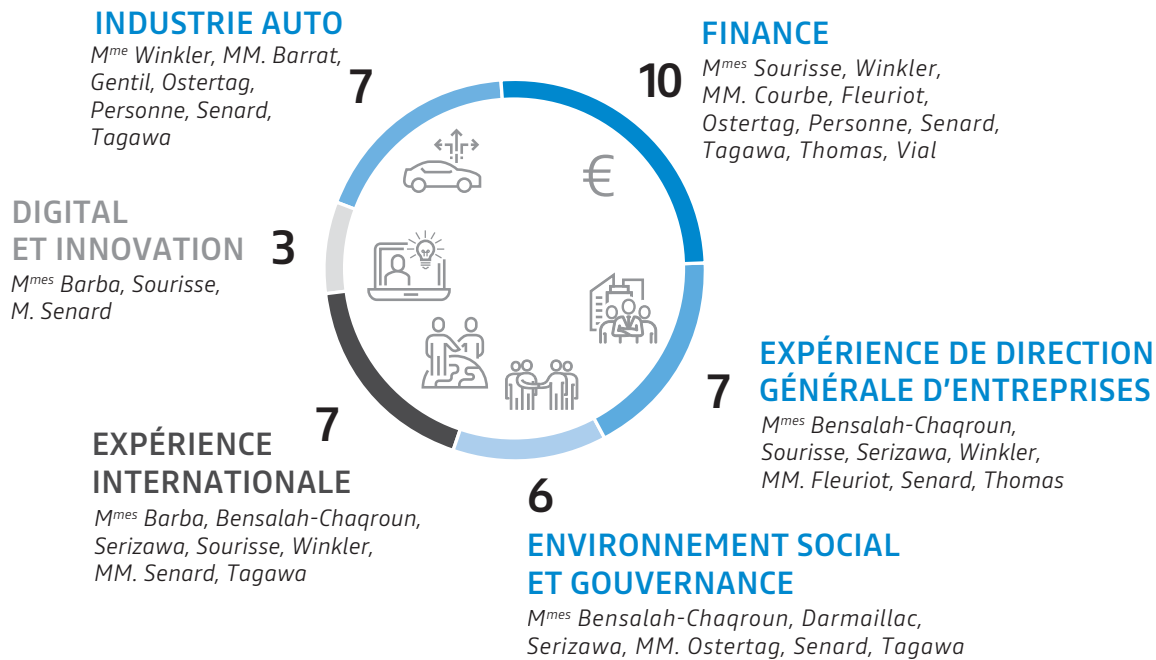 INDUSTRIE AUTO
Mme Winkler, MM. Barrat,
Gentil, Ostertag,
Personne, Senard,
Tagawa
7
FINANCE
10
Mmes Sourisse, Winkler,
MM. Courbe, Fleuriot,
Ostertag, Personne, Senard,
Tagawa, Thomas, Vial
€
DIGITAL
ET INNOVATION
3
Mmes Barba, Sourisse,
M. Senard
EXPÉRIENCE DE DIRECTION
GÉNÉRALE D'ENTREPRISES
7
Mmes Bensalah-Chaqroun,
Sourisse, Serizawa, Winkler,
MM. Fleuriot, Senard, Thomas
7
EXPÉRIENCE
INTERNATIONALE
Mmes Barba, Bensalah-Chaqroun,
Serizawa, Sourisse, Winkler,
MM. Senard, Tagawa
6
ENVIRONNEMENT SOCIAL
ET GOUVERNANCE
Mmes Bensalah-Chaqroun, Darmaillac,
Serizawa, MM. Ostertag, Senard, Tagawa